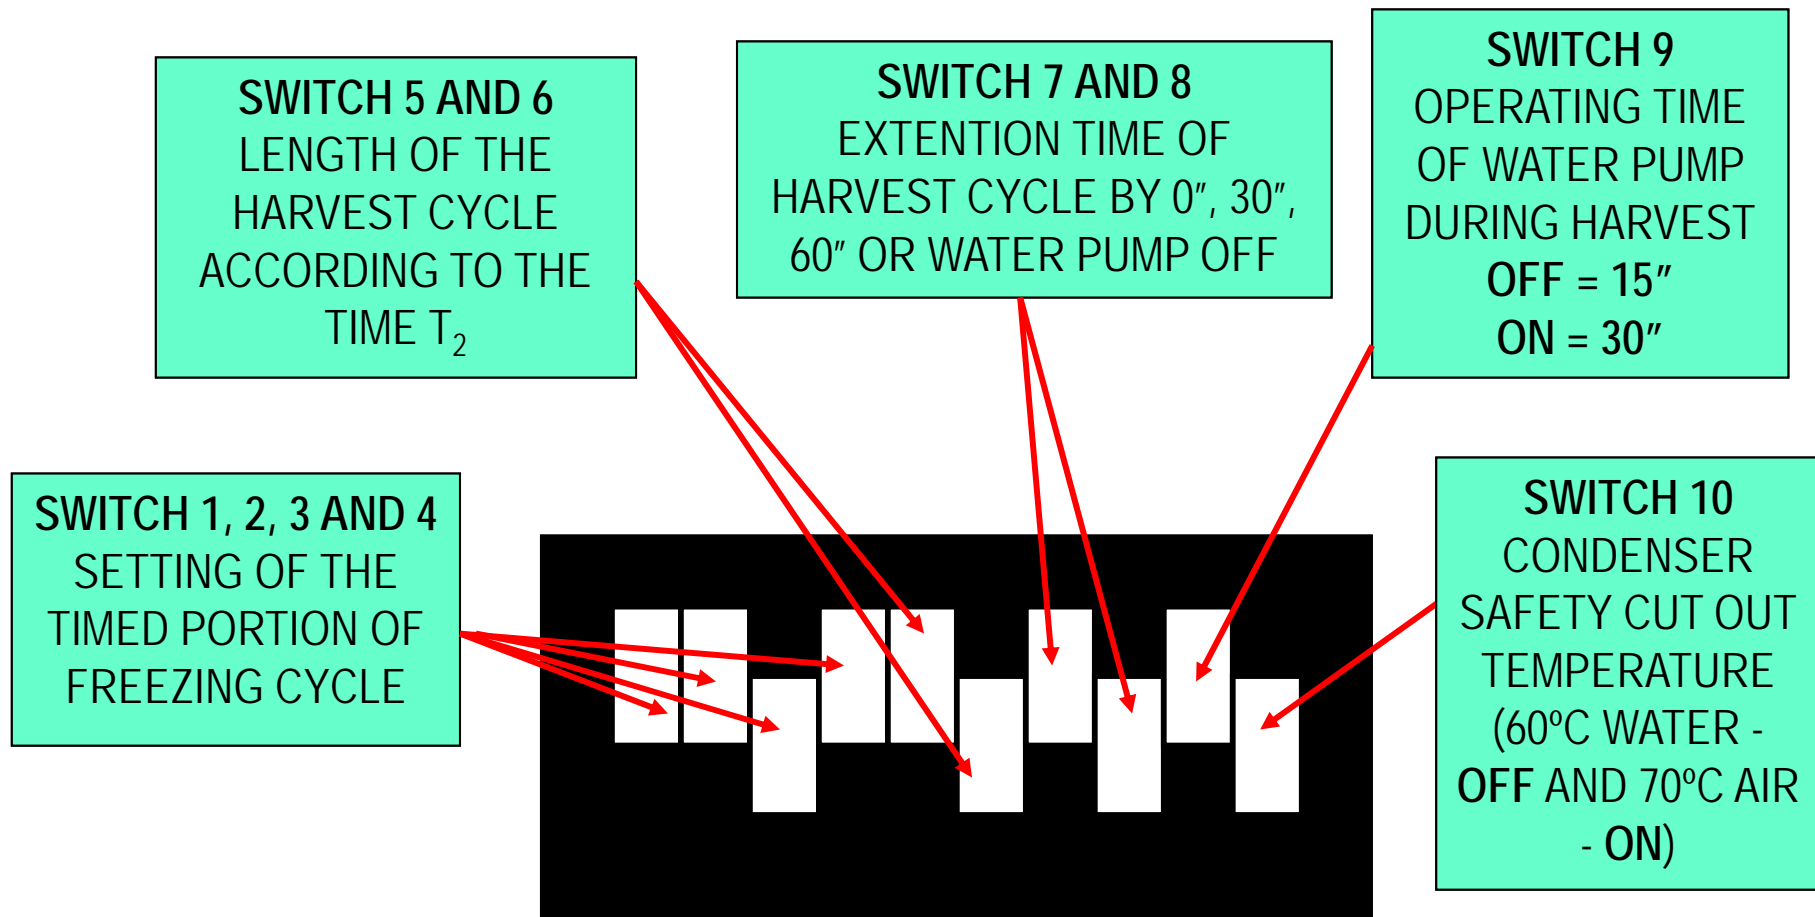 SWITCH 5 AND 6
LENGTH OF THE
HARVEST CYCLE
ACCORDING TO THE
TIME T₂
SWITCH 7 AND 8
EXTENTION TIME OF
HARVEST CYCLE BY 0″, 30″,
60″ OR WATER PUMP OFF
SWITCH 9
OPERATING TIME
OF WATER PUMP
DURING HARVEST
OFF = 15″
ON = 30″
SWITCH 1, 2, 3 AND 4
SETTING OF THE
TIMED PORTION OF
FREEZING CYCLE
SWITCH 10
CONDENSER
SAFETY CUT OUT
TEMPERATURE
(60ºC WATER -
OFF AND 70ºC AIR
- ON)